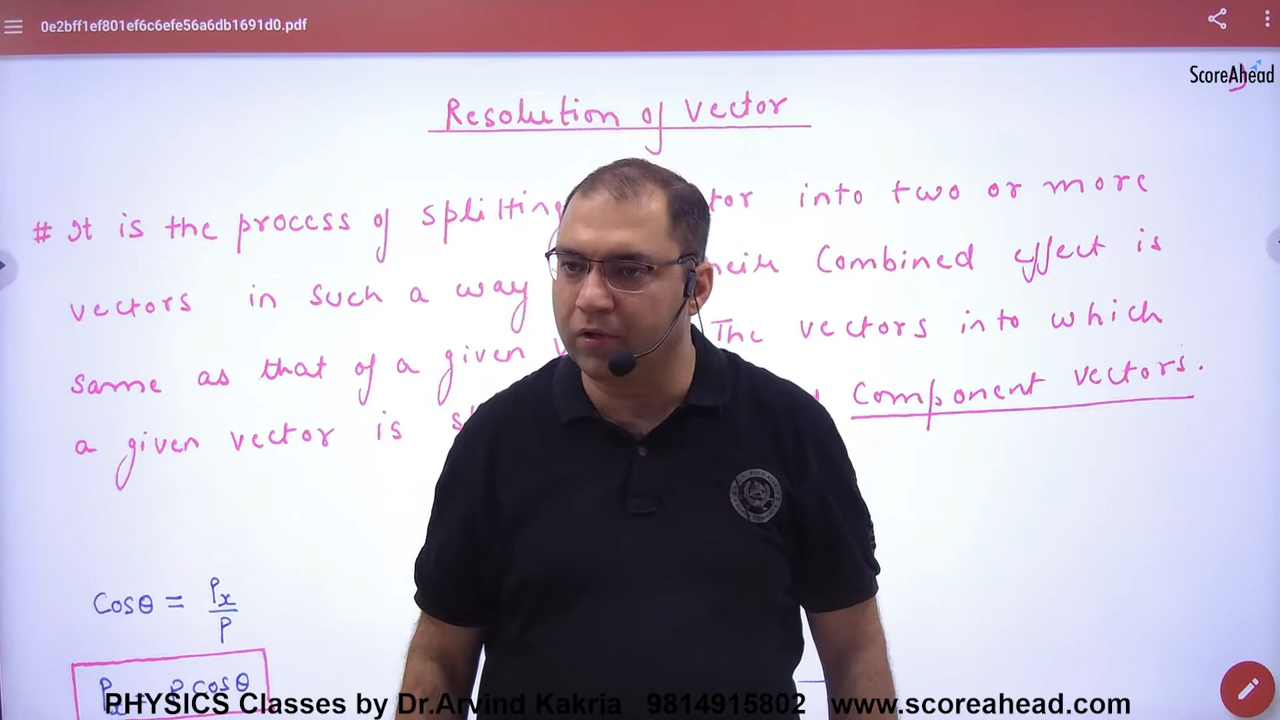 0e2bff1ef801ef6c6efe56a6db1691d0.pdf
ScoreAhead
Resolution of vector
# It is the process of splitting into two or more
vectors in such a way combined effect is
same as that of a given The vectors into which
a given vector is component vectors.
Cosθ = Px/P
Px = P cosθ
PHYSICS Classes by Dr.Arvind Kakria 9814915802 www.scoreahead.com